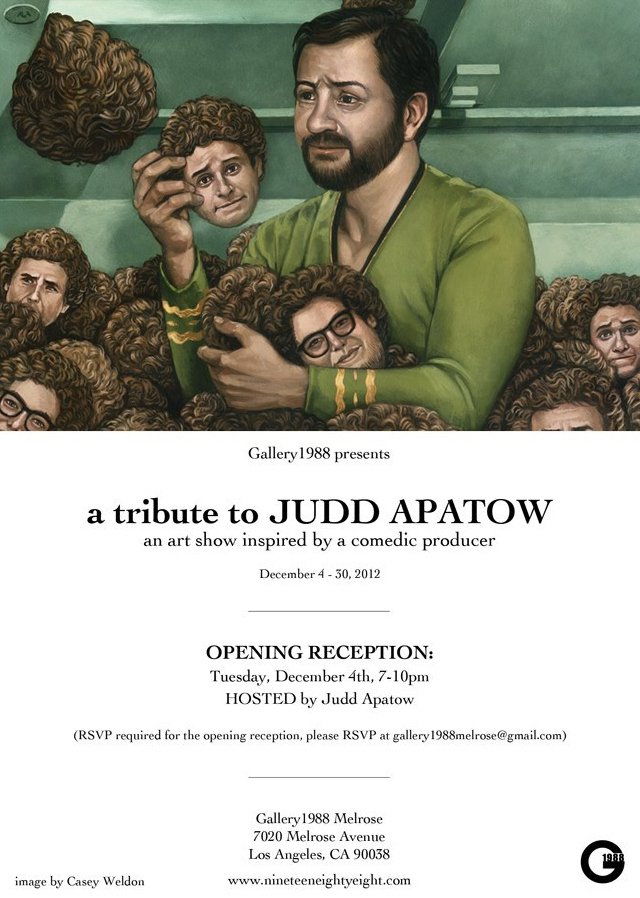 Gallery1988 presents
a tribute to JUDD APATOW
an art show inspired by a comedic producer
December 4 - 30, 2012
OPENING RECEPTION:
Tuesday, December 4th, 7-10pm
HOSTED by Judd Apatow
(RSVP required for the opening reception, please RSVP at gallery1988melrose@gmail.com)
Gallery1988 Melrose
7020 Melrose Avenue
Los Angeles, CA 90038
www.nineteeneightyeight.com
image by Casey Weldon
G 1988